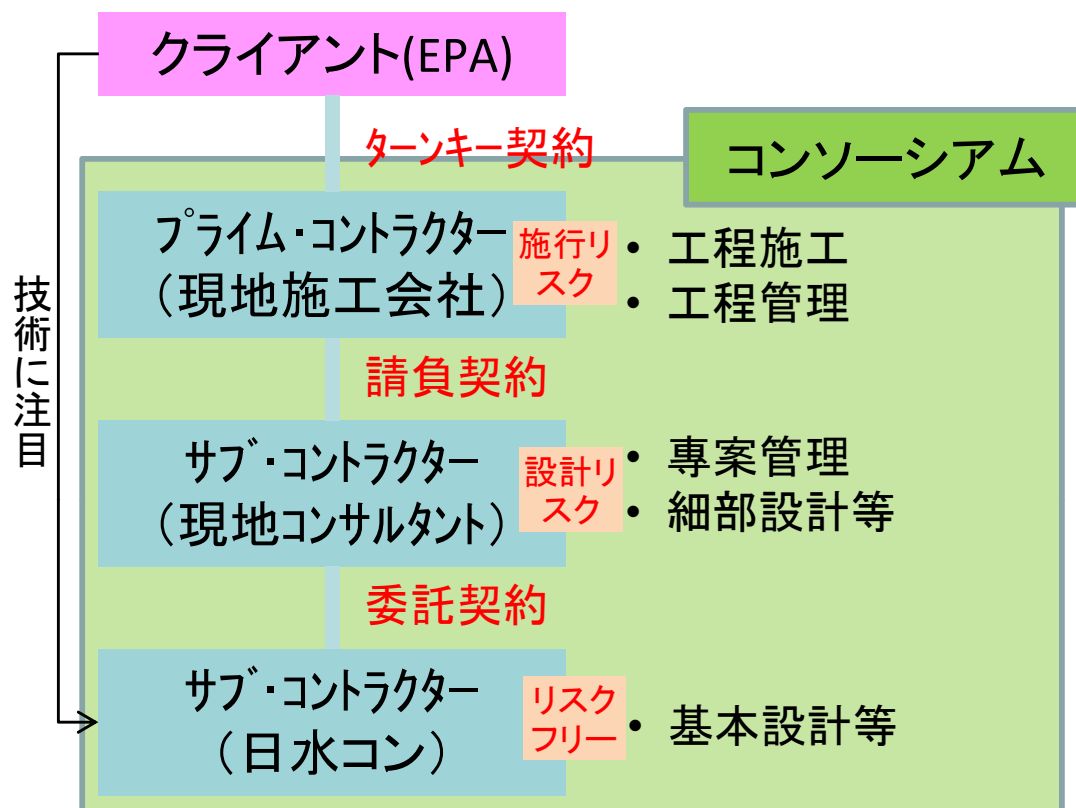 クライアント(EPA)
ターンキー契約
コンソーシアム
プライム・コントラクター
（現地施工会社）
施行リ
スク
• 工程施工
• 工程管理
技術に注目
請負契約
サブ・コントラクター
（現地コンサルタント）
設計リ
スク
• 專案管理
• 細部設計等
委託契約
サブ・コントラクター
（日水コン）
リスク
フリー
• 基本設計等